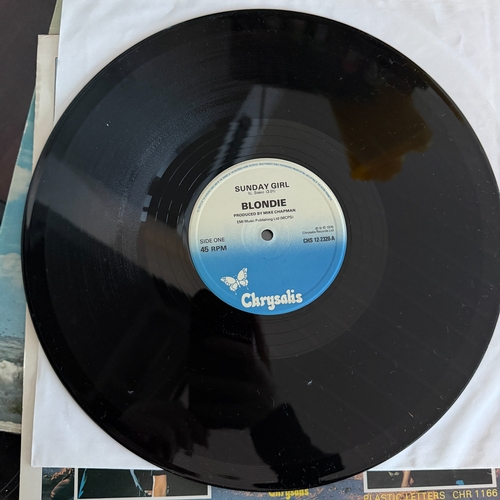 SUNDAY GIRL
BLONDIE
PRODUCED BY MIKE CHAPMAN
EMI Music Publishing Ltd (MCPS)
SIDE ONE
45 RPM
CHS 12 2320-A
Chrysalis
Chrysalis
PLASTIC LETTERS CHR 1166